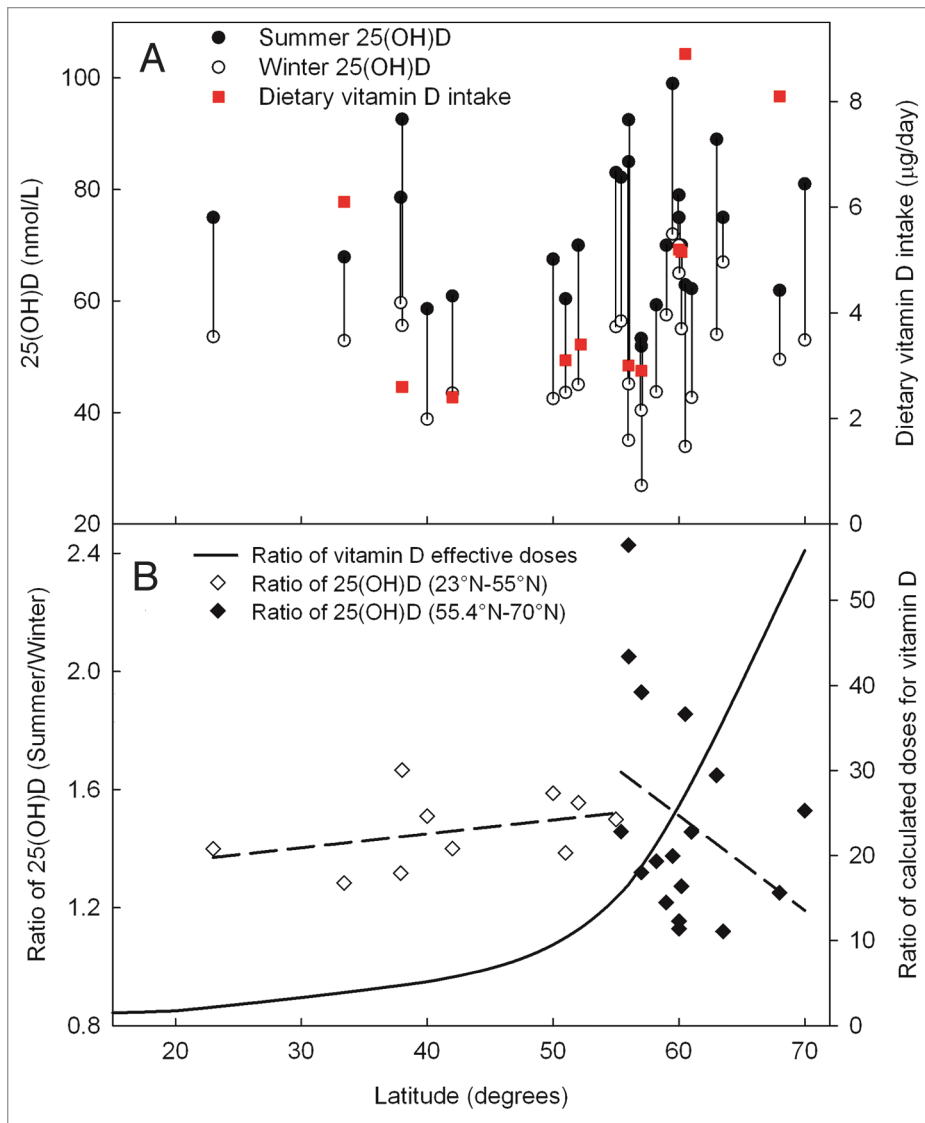 A
Summer 25(OH)D
Winter 25(OH)D
Dietary vitamin D intake
25(OH)D (nmol/L)
100
80
60
40
20
Dietary vitamin D intake (µg/day)
8
6
4
2
0
B
Ratio of vitamin D effective doses
Ratio of 25(OH)D (23°N-55°N)
Ratio of 25(OH)D (55.4°N-70°N)
Ratio of 25(OH)D (Summer/Winter)
2.4
2.0
1.6
1.2
0.8
Ratio of calculated doses for vitamin D
50
40
30
20
10
0
20 30 40 50 60 70
Latitude (degrees)